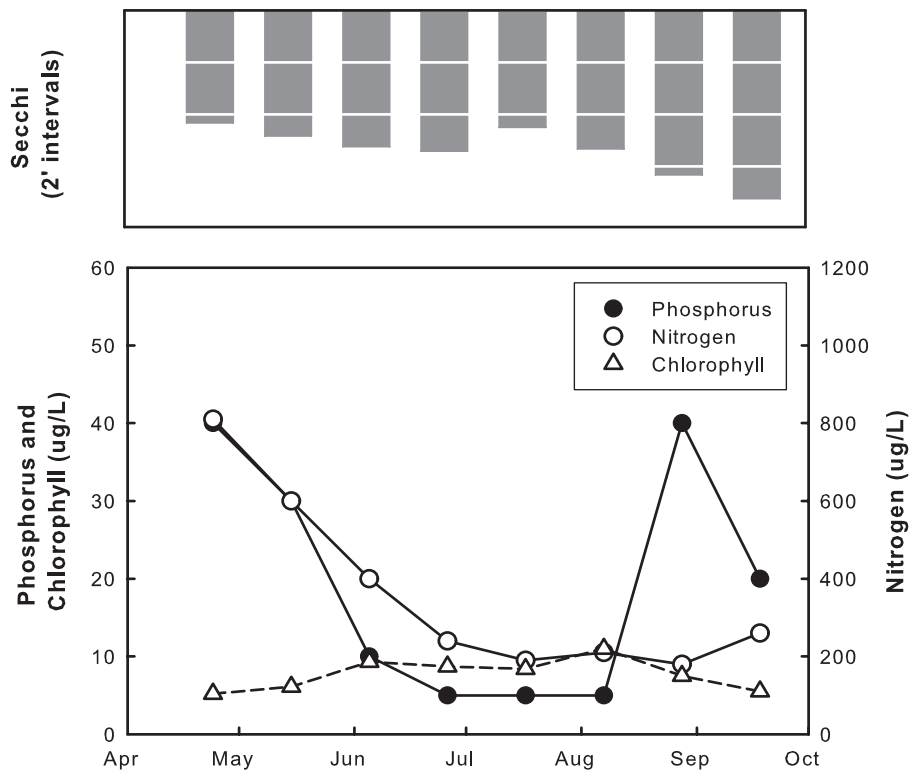 Secchi
(2' intervals)
60
50
40
30
20
10
0
Phosphorus and
Chlorophyll (ug/L)
Phosphorus
Nitrogen
Chlorophyll
1200
1000
800
600
400
200
0
Nitrogen (ug/L)
Apr May Jun Jul Aug Sep Oct